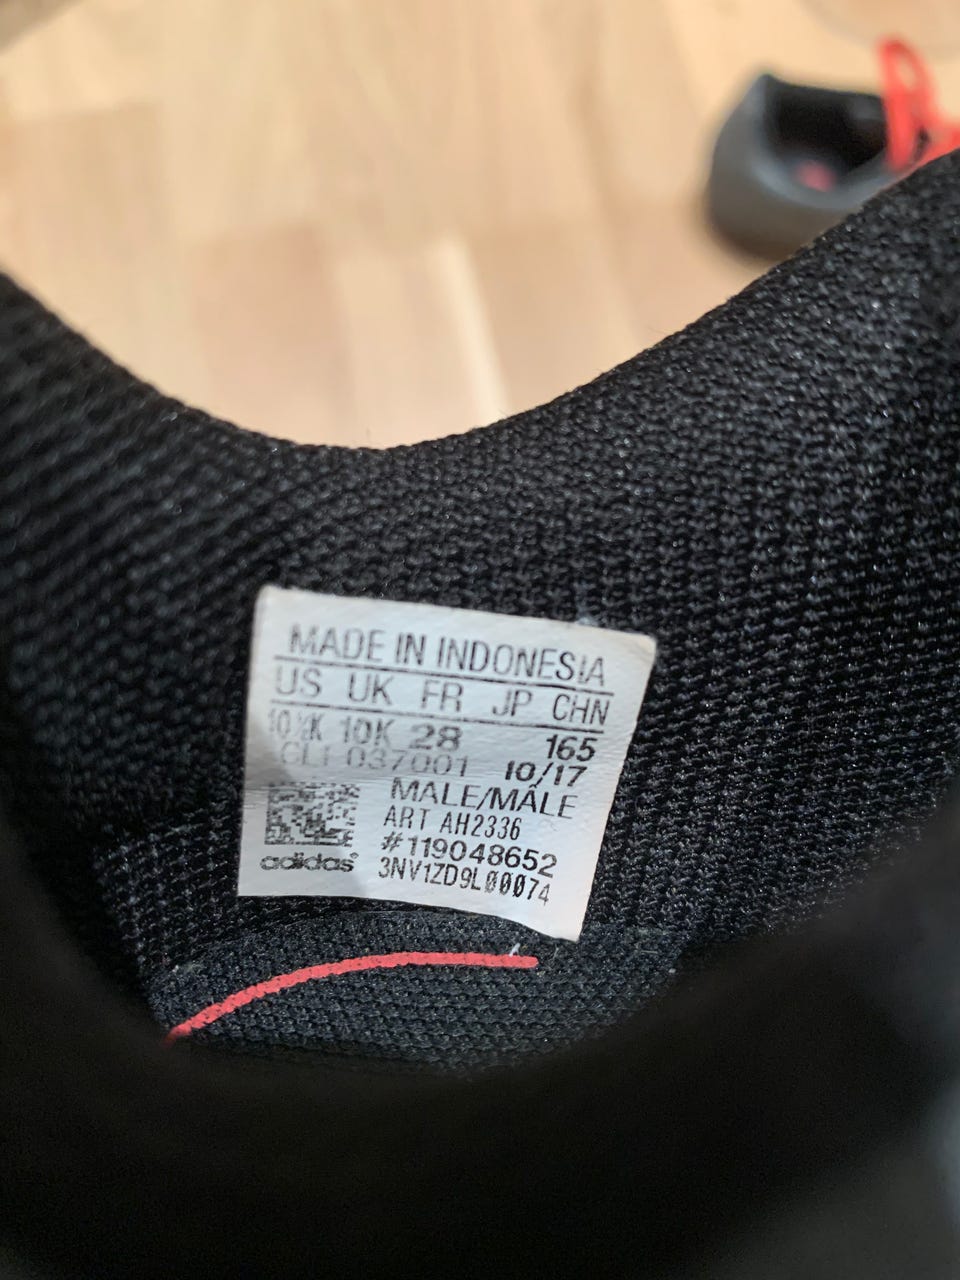 MADE IN INDONESIA
US UK FR JP CHN
10½K 10K 28 165
037001 10/17
MALE/MÂLE
ART AH2336
#119048652
adidas
3NV1ZD9L00074